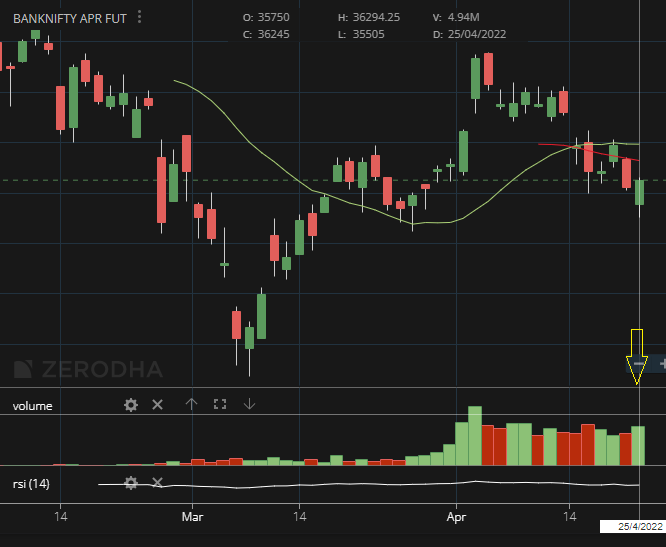 BANKNIFTY APR FUT O: 35750 H: 36294.25 V: 4.94M
C: 36245 L: 35505 D: 25/04/2022
ZERODHA
volume
rsi (14)
14 Mar 14 Apr 14
25/4/2022